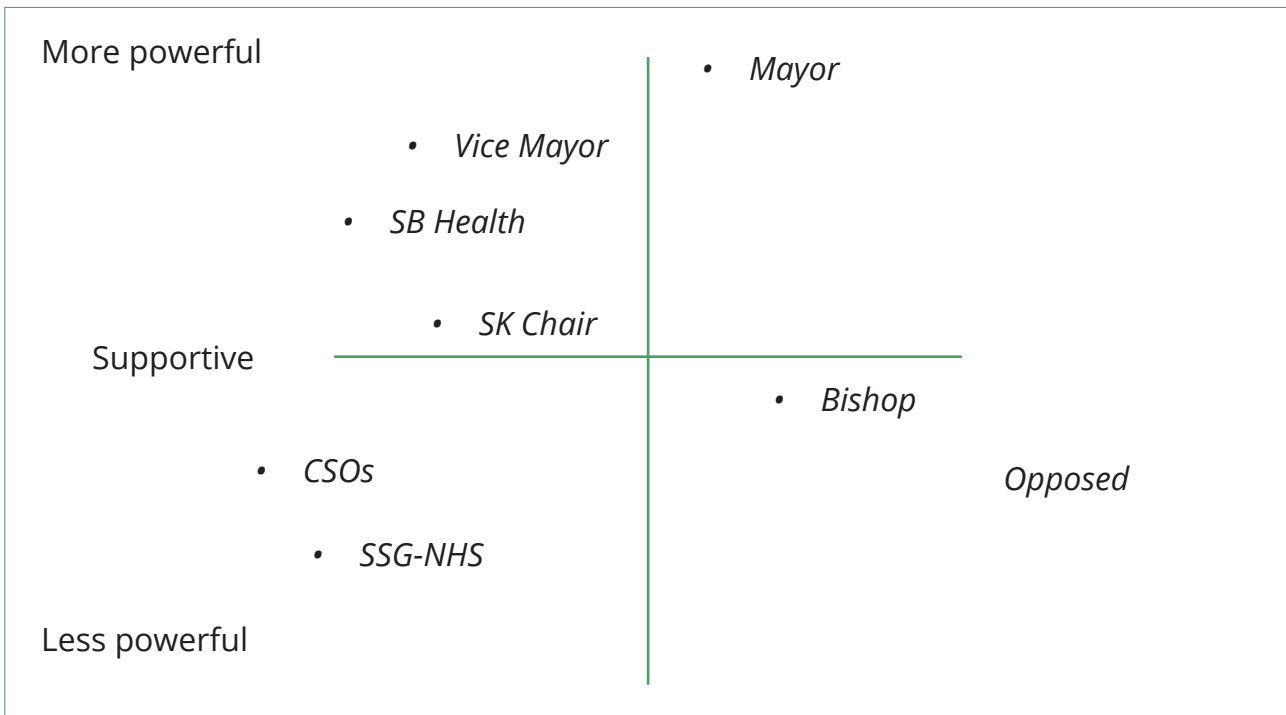 More powerful
• Mayor
• Vice Mayor
• SB Health
• SK Chair
Supportive
• Bishop
• CSOs
Opposed
• SSG-NHS
Less powerful